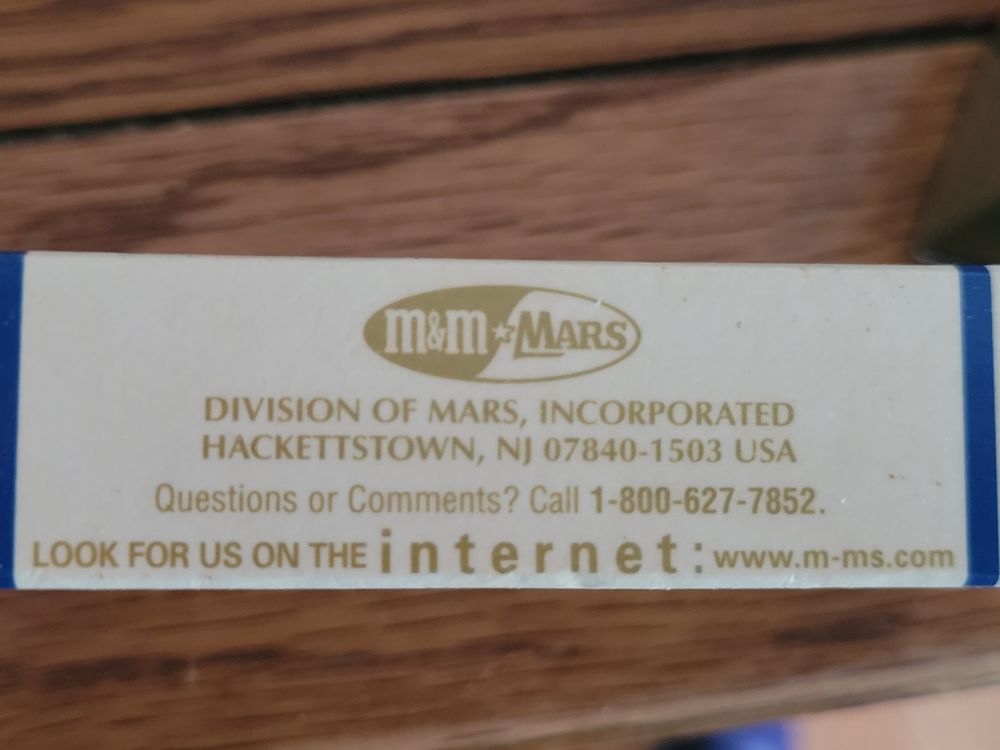 m&m★MARS
DIVISION OF MARS, INCORPORATED
HACKETTSTOWN, NJ 07840-1503 USA
Questions or Comments? Call 1-800-627-7852.
LOOK FOR US ON THE internet: www.m-ms.com